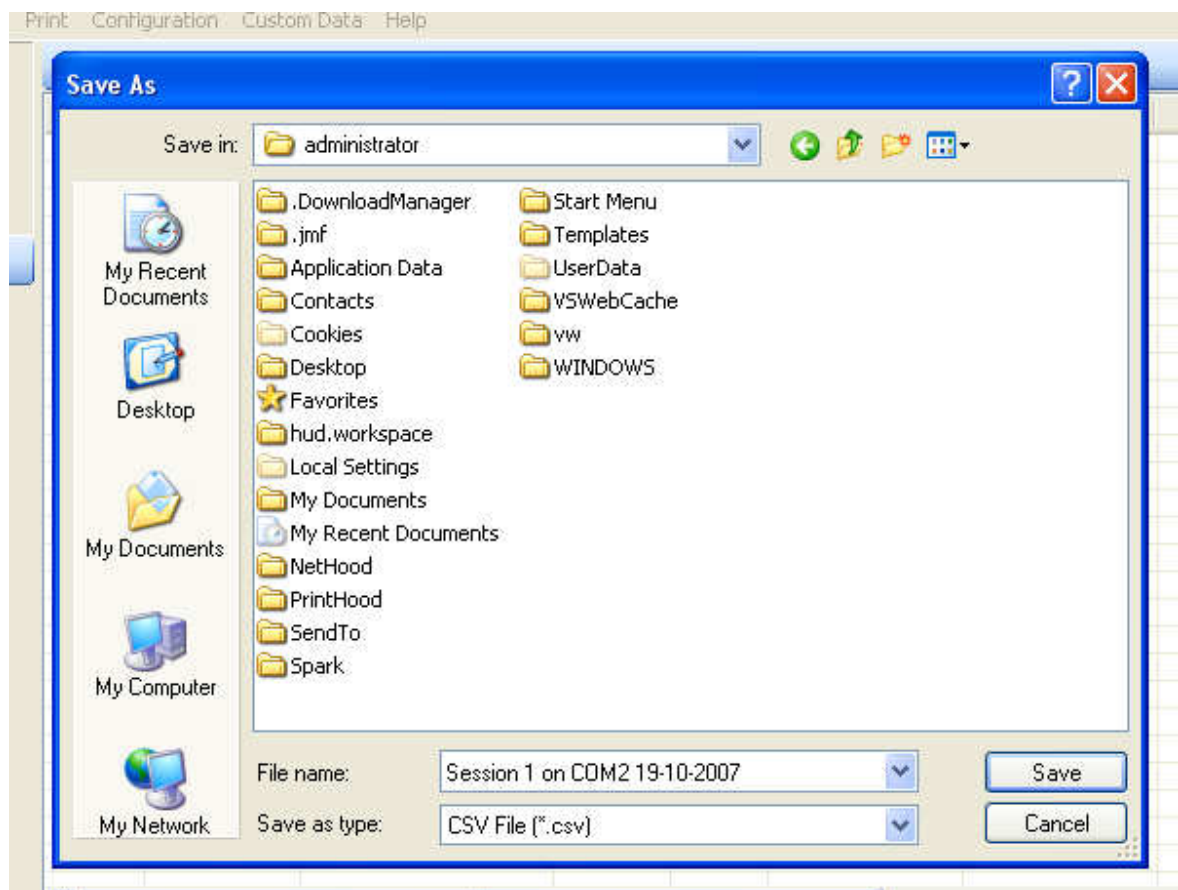 Print Configuration Custom Data Help
Save As
Save in: administrator
My Recent Documents
Desktop
My Documents
My Computer
My Network
.DownloadManager
.jmf
Application Data
Contacts
Cookies
Desktop
Favorites
hud.workspace
Local Settings
My Documents
My Recent Documents
NetHood
PrintHood
SendTo
Spark
Start Menu
Templates
UserData
VSWebCache
vw
WINDOWS
File name: Session 1 on COM2 19-10-2007 Save
Save as type: CSV File (*.csv) Cancel